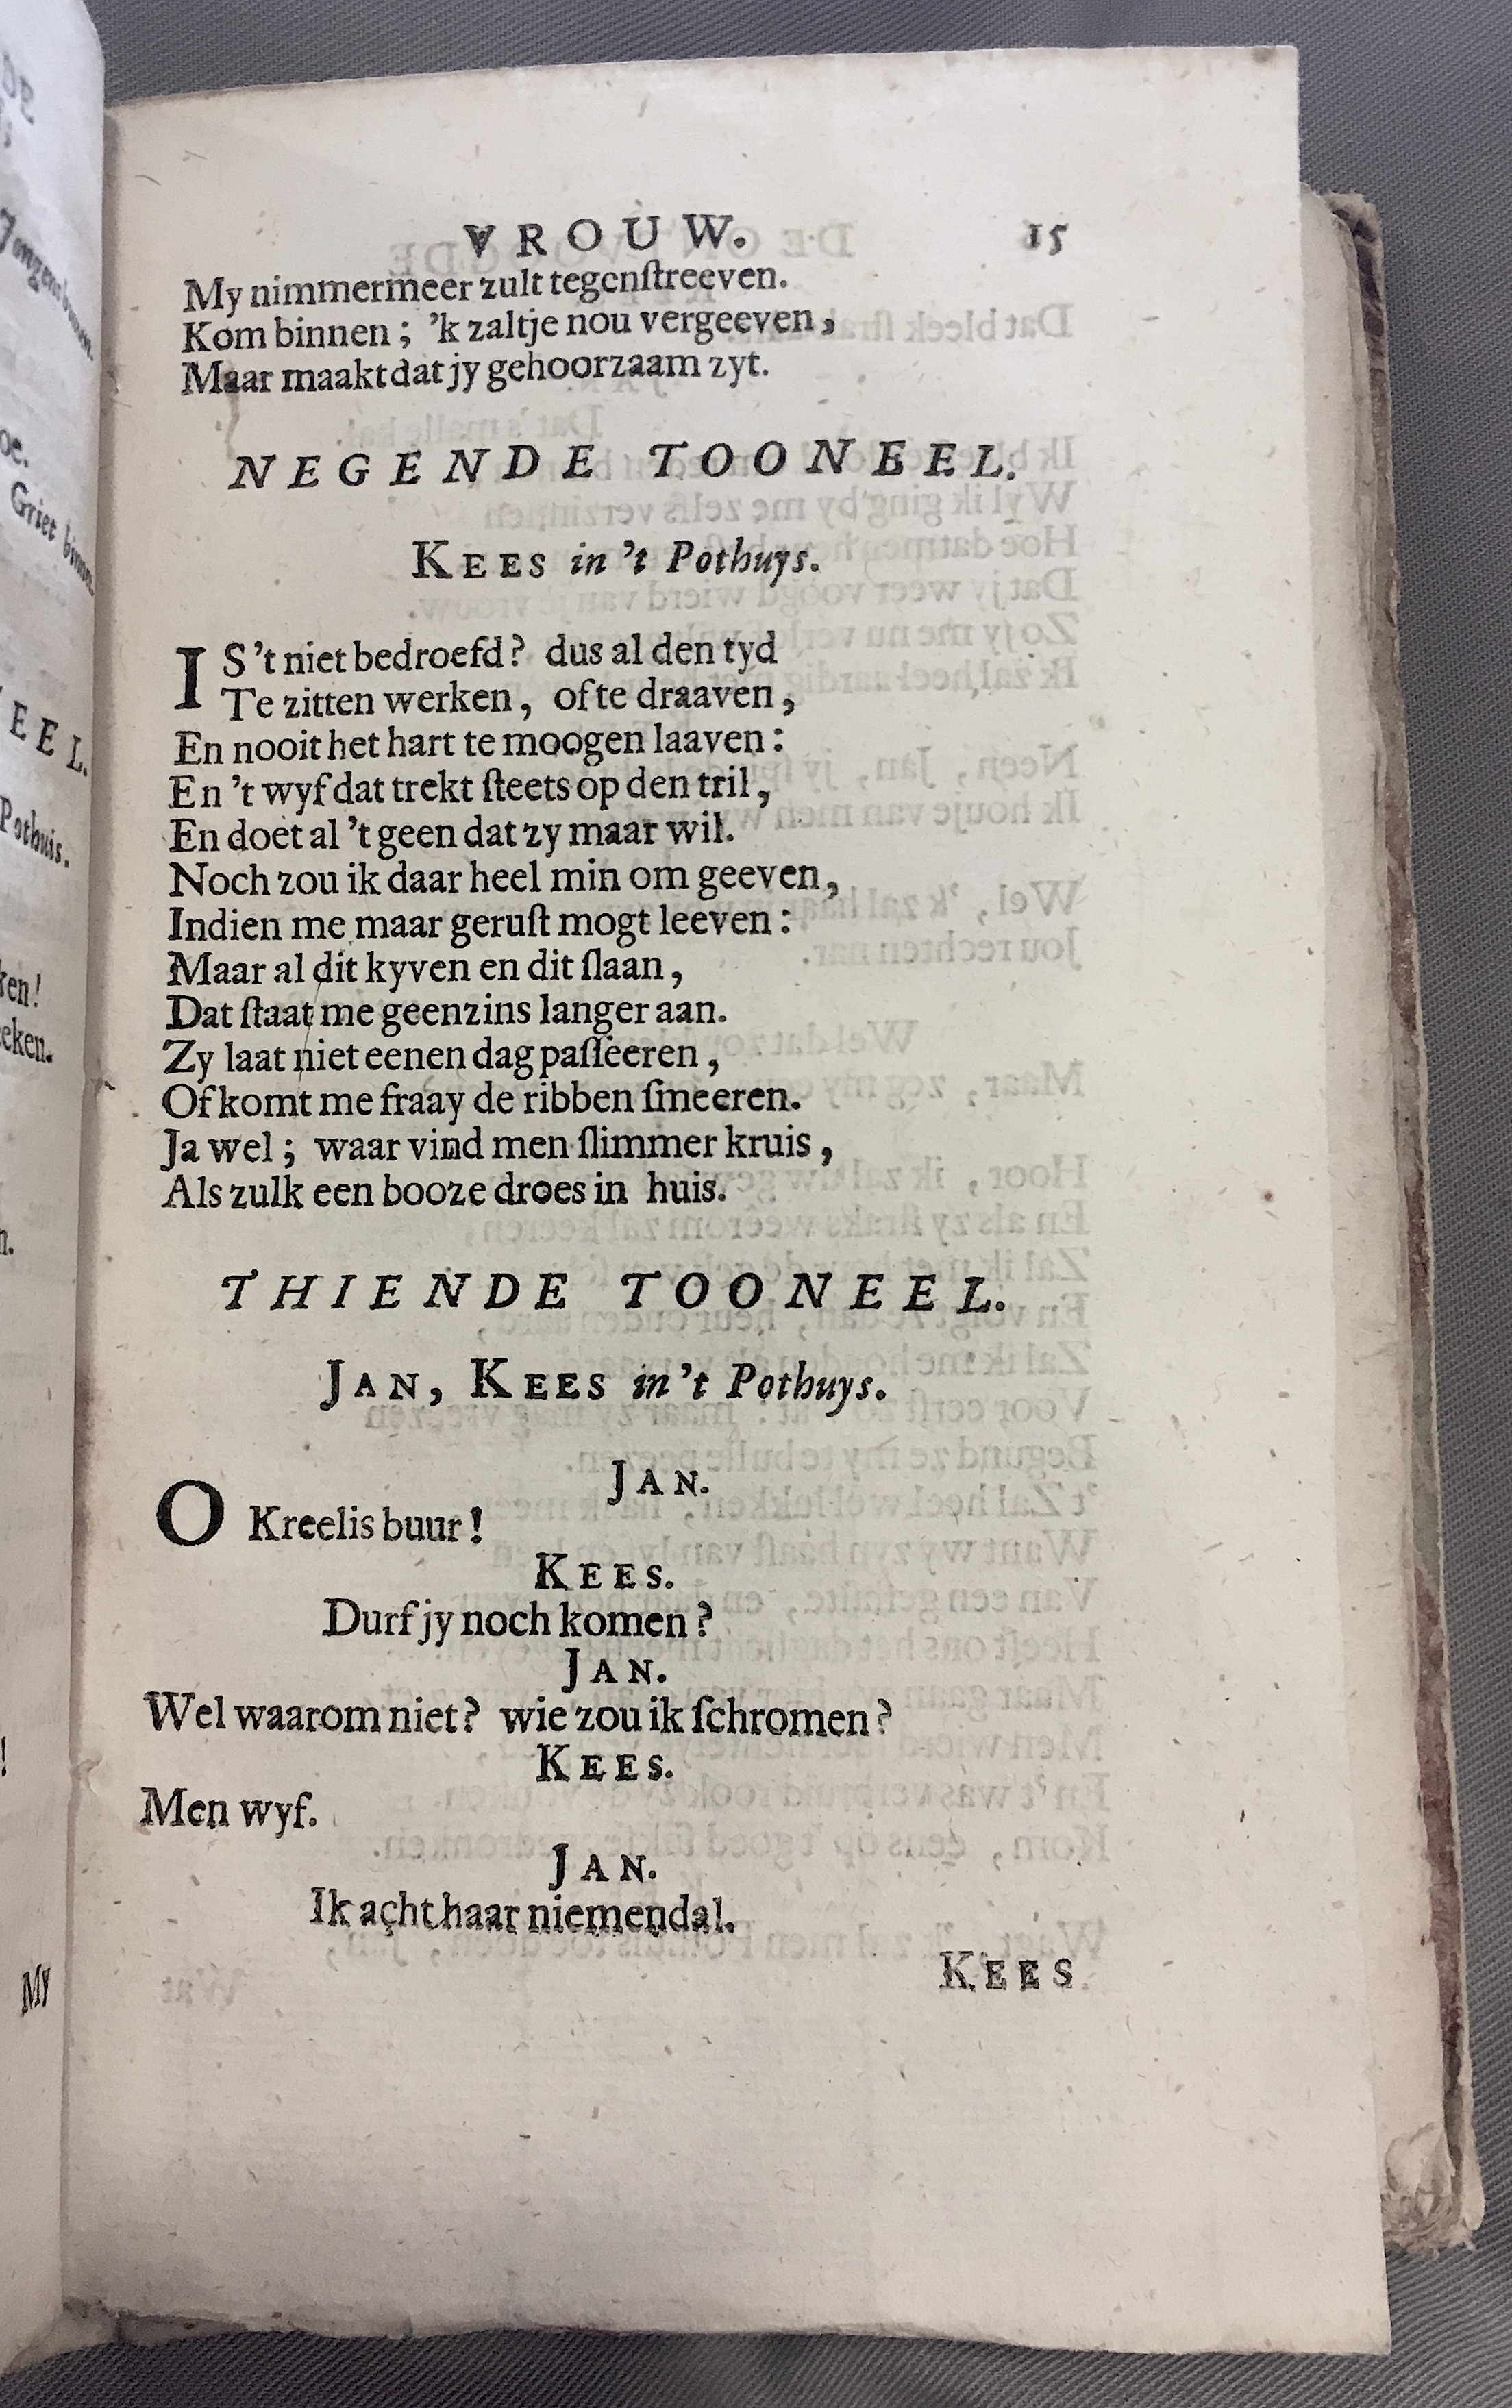 VROUW. 15
My nimmermeer zult tegenſtreeven.
Kom binnen; 'k zaltje nou vergeeven,
Maar maakt dat jy gehoorzaam zyt.
NEGENDE TOONEEL.
KEES in 't Pothuys.
IS 't niet bedroefd? dus al den tyd
Te zitten werken, of te draaven,
En nooit het hart te moogen laaven:
En 't wyf dat trekt ſteets op den tril,
En doet al 't geen dat zy maar wil.
Noch zou ik daar heel min om geeven,
Indien me maar geruſt mogt leeven:
Maar al dit kyven en dit ſlaan,
Dat ſtaat me geenzins langer aan.
Zy laat niet eenen dag paſſeeren,
Of komt me fraay de ribben ſmeeren.
Ja wel; waar vind men ſlimmer kruis,
Als zulk een booze droes in huis.
THIENDE TOONEEL.
JAN, KEES in 't Pothuys.
JAN.
O Kreelis buur!
KEES.
Durf jy noch komen?
JAN.
Wel waarom niet? wie zou ik ſchromen?
KEES.
Men wyf.
JAN.
Ik acht haar niemendal.
KEES